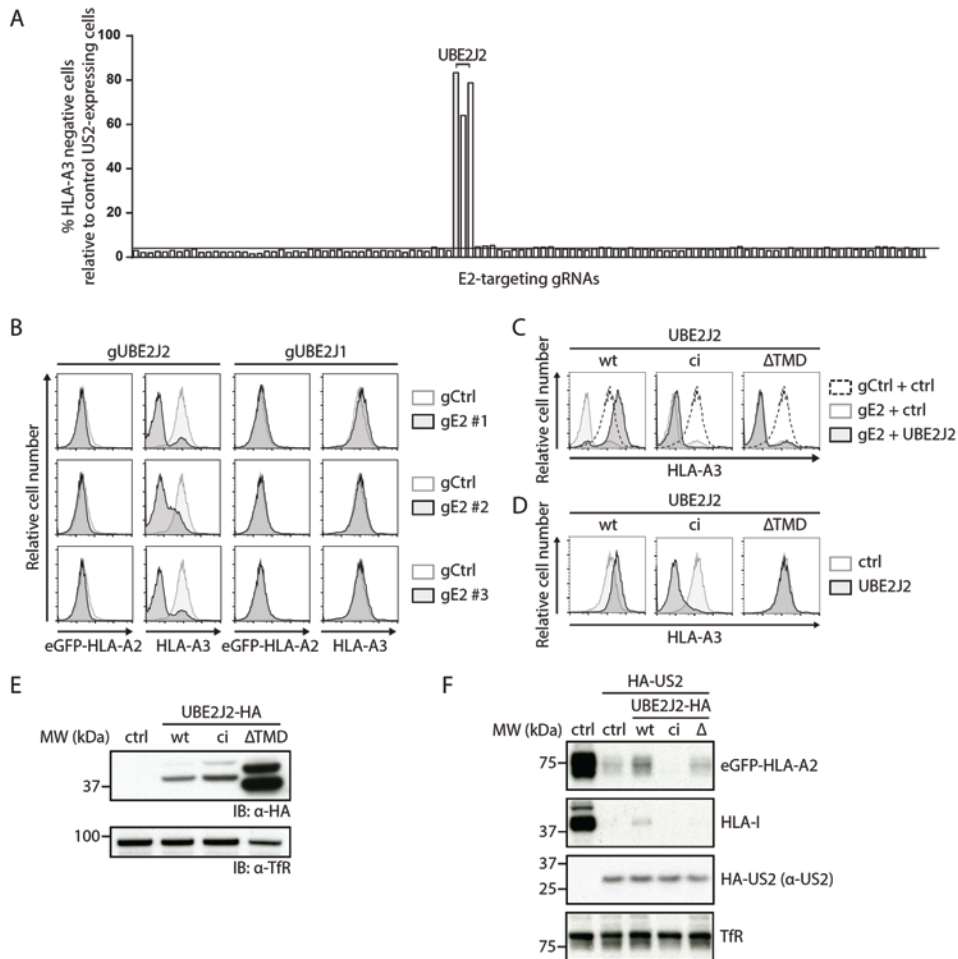 A
% HLA-A3 negative cells
relative to control US2-expressing cells
100
80
60
40
20
0
UBE2J2
E2-targeting gRNAs
B
gUBE2J2
gUBE2J1
Relative cell number
gCtrl
gE2 #1
gCtrl
gE2 #2
gCtrl
gE2 #3
eGFP-HLA-A2
HLA-A3
eGFP-HLA-A2
HLA-A3
C
UBE2J2
wt
ci
ΔTMD
Relative cell number
gCtrl + ctrl
gE2 + ctrl
gE2 + UBE2J2
HLA-A3
D
UBE2J2
wt
ci
ΔTMD
Relative cell number
ctrl
UBE2J2
HLA-A3
E
UBE2J2-HA
MW (kDa) ctrl wt ci ΔTMD
37
IB: α-HA
100
IB: α-TfR
F
HA-US2
UBE2J2-HA
MW (kDa) ctrl ctrl wt ci Δ
75
eGFP-HLA-A2
HLA-I
37
37
25
HA-US2 (α-US2)
TfR
75